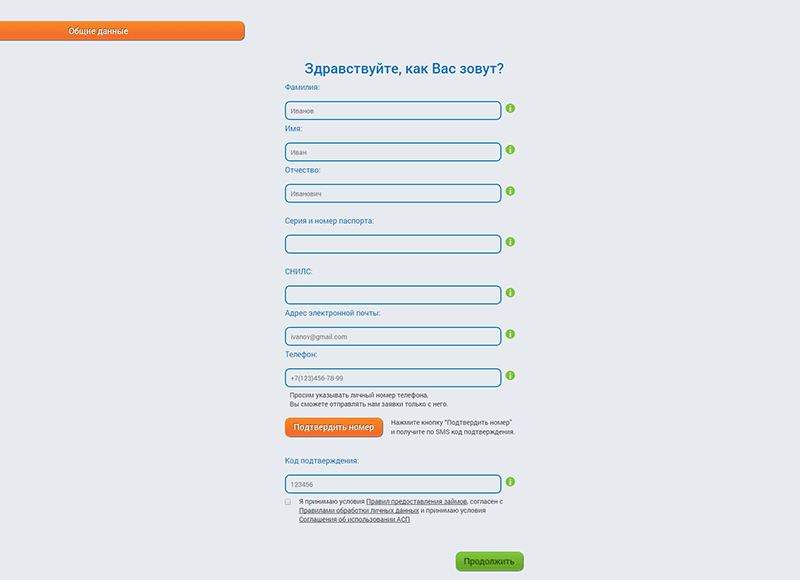 Общие данные
Здравствуйте, как Вас зовут?
Фамилия:
Иванов
Имя:
Иван
Отчество:
Иванович
Серия и номер паспорта:
СНИЛС:
Адрес электронной почты:
ivanov@gmail.com
Телефон:
+7(123)456-78-99
Просим указывать личный номер телефона,
Вы сможете отправлять нам заявки только с него.
Подтвердить номер
Нажмите кнопку "Подтвердить номер"
и получите по SMS код подтверждения.
Код подтверждения:
123456
Я принимаю условия Правил предоставления займов, согласен с
Правилами обработки личных данных и принимаю условия
Соглашения об использовании АСП
Продолжить